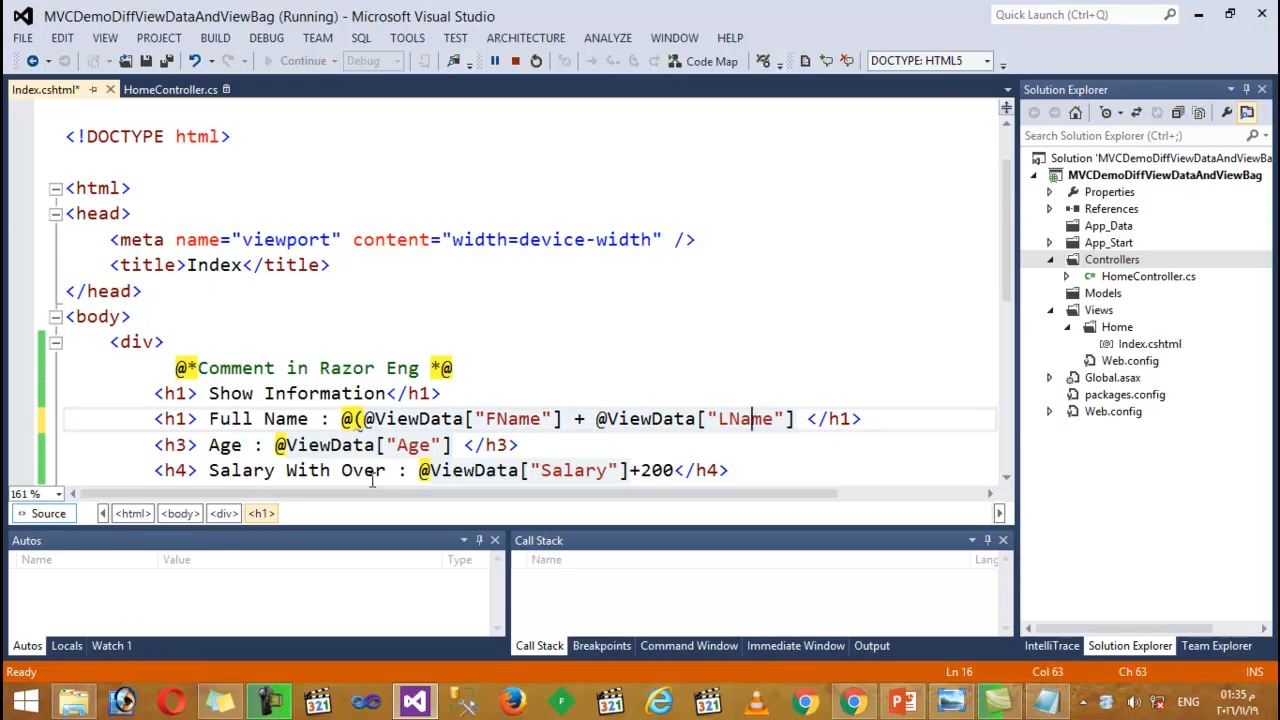 MVCDemoDiffViewDataAndViewBag (Running) - Microsoft Visual Studio
Quick Launch (Ctrl+Q)
FILE EDIT VIEW PROJECT BUILD DEBUG TEAM SQL TOOLS TEST ARCHITECTURE ANALYZE WINDOW HELP
Continue Debug Code Map DOCTYPE: HTML5
Index.cshtml* HomeController.cs
<!DOCTYPE html>
<html>
<head>
<meta name="viewport" content="width=device-width" />
<title>Index</title>
</head>
<body>
<div>
@*Comment in Razor Eng *@
<h1> Show Information</h1>
<h1> Full Name : @(@ViewData["FName"] + @ViewData["LName"] </h1>
<h3> Age : @ViewData["Age"] </h3>
<h4> Salary With Over : @ViewData["Salary"]+200</h4>
161 %
Source <html> <body> <div> <h1>
Autos
Name Value Type
Autos Locals Watch 1
Call Stack
Name Lang
Call Stack Breakpoints Command Window Immediate Window Output
Solution Explorer
Search Solution Explorer (Ctrl+;)
Solution 'MVCDemoDiffViewDataAndViewBa
MVCDemoDiffViewDataAndViewBag
Properties
References
App_Data
App_Start
Controllers
C# HomeController.cs
Models
Views
Home
[@] Index.cshtml
Web.config
Global.asax
packages.config
Web.config
IntelliTrace Solution Explorer Team Explorer
Ready Ln 16 Col 63 Ch 63 INS
ENG
01:35 م
٢٠١٦/١١/١٩